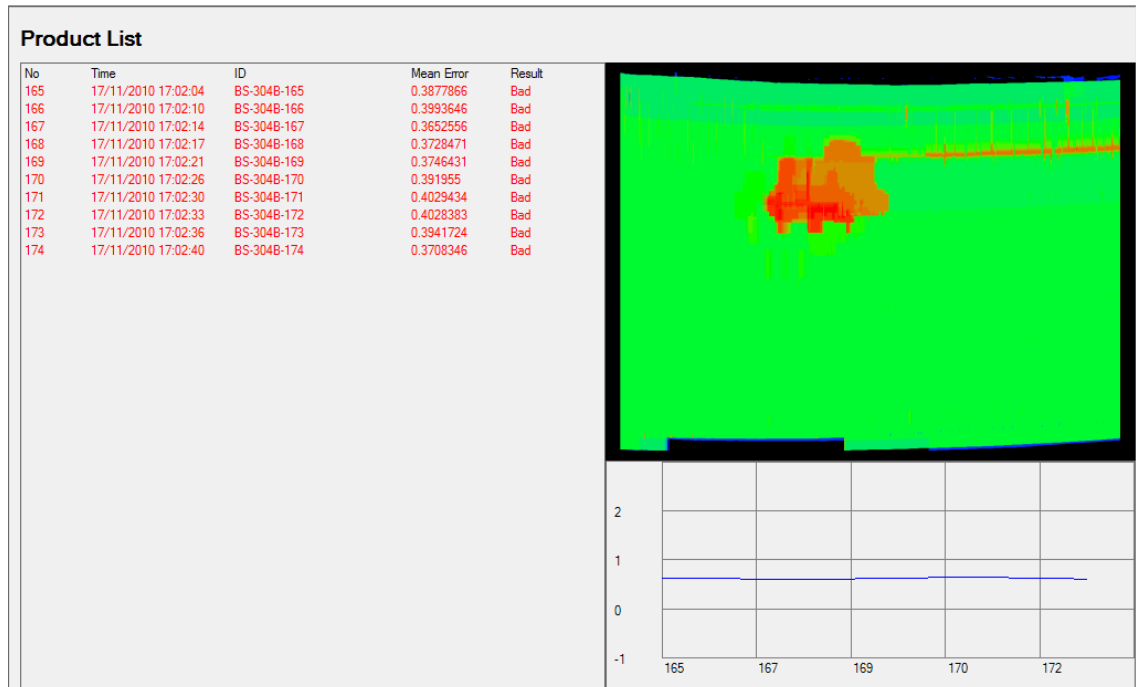 Product List
No Time ID Mean Error Result
165 17/11/2010 17:02:04 BS-304B-165 0.3877866 Bad
166 17/11/2010 17:02:10 BS-304B-166 0.3993646 Bad
167 17/11/2010 17:02:14 BS-304B-167 0.3652556 Bad
168 17/11/2010 17:02:17 BS-304B-168 0.3728471 Bad
169 17/11/2010 17:02:21 BS-304B-169 0.3746431 Bad
170 17/11/2010 17:02:26 BS-304B-170 0.391955 Bad
171 17/11/2010 17:02:30 BS-304B-171 0.4029434 Bad
172 17/11/2010 17:02:33 BS-304B-172 0.4028383 Bad
173 17/11/2010 17:02:36 BS-304B-173 0.3941724 Bad
174 17/11/2010 17:02:40 BS-304B-174 0.3708346 Bad
2
1
0
-1
165 167 169 170 172